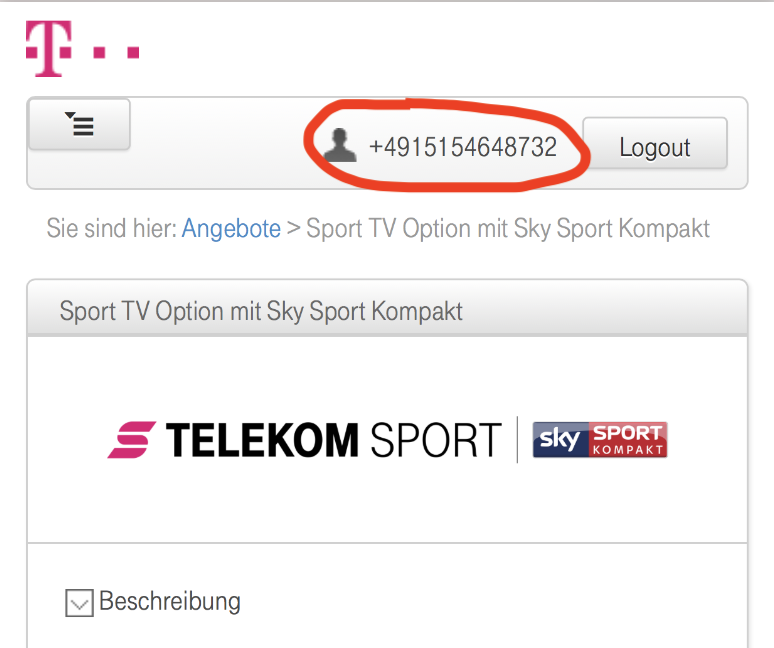 T
+4915154648732
Logout
Sie sind hier: Angebote > Sport TV Option mit Sky Sport Kompakt
Sport TV Option mit Sky Sport Kompakt
TELEKOM SPORT
sky SPORT KOMPAKT
Beschreibung